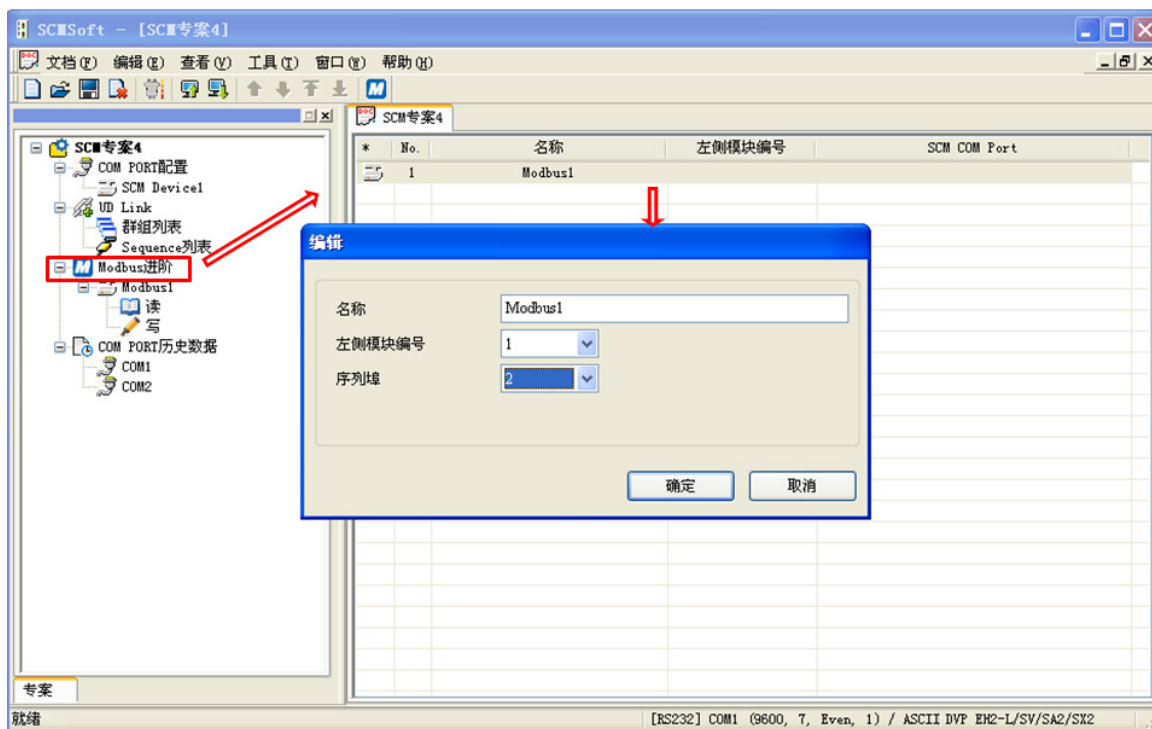 SCMSoft - [SCM专案4]
文档(F) 编辑(E) 查看(V) 工具(T) 窗口(W) 帮助(H)
SCM专案4
SCM专案4
COM PORT配置
SCM Device1
UD Link
群组列表
Sequence列表
Modbus进阶
Modbus1
读
写
COM PORT历史数据
COM1
COM2
* No. 名称 左侧模块编号 SCM COM Port
1 Modbus1
编辑
名称 Modbus1
左侧模块编号 1
序列埠 2
确定 取消
专案
就绪 [RS232] COM1 (9600, 7, Even, 1) / ASCII DVP EH2-L/SV/SA2/SX2